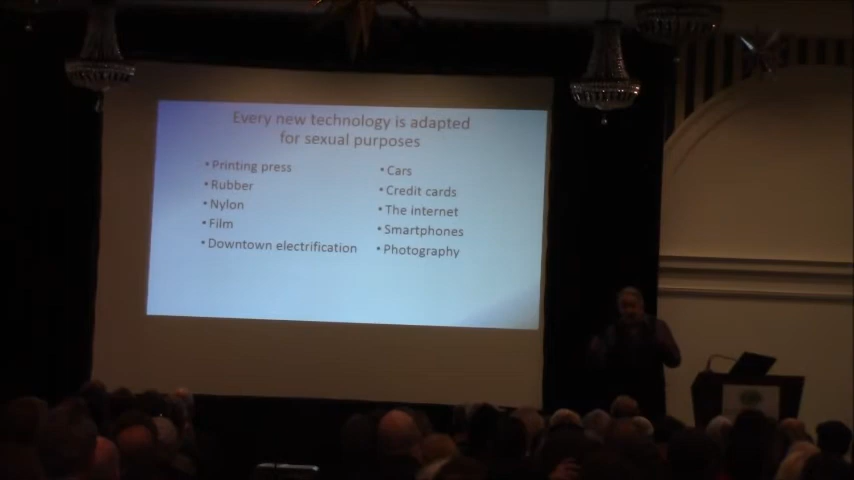 Every new technology is adapted
for sexual purposes
• Printing press
• Rubber
• Nylon
• Film
• Downtown electrification
• Cars
• Credit cards
• The internet
• Smartphones
• Photography